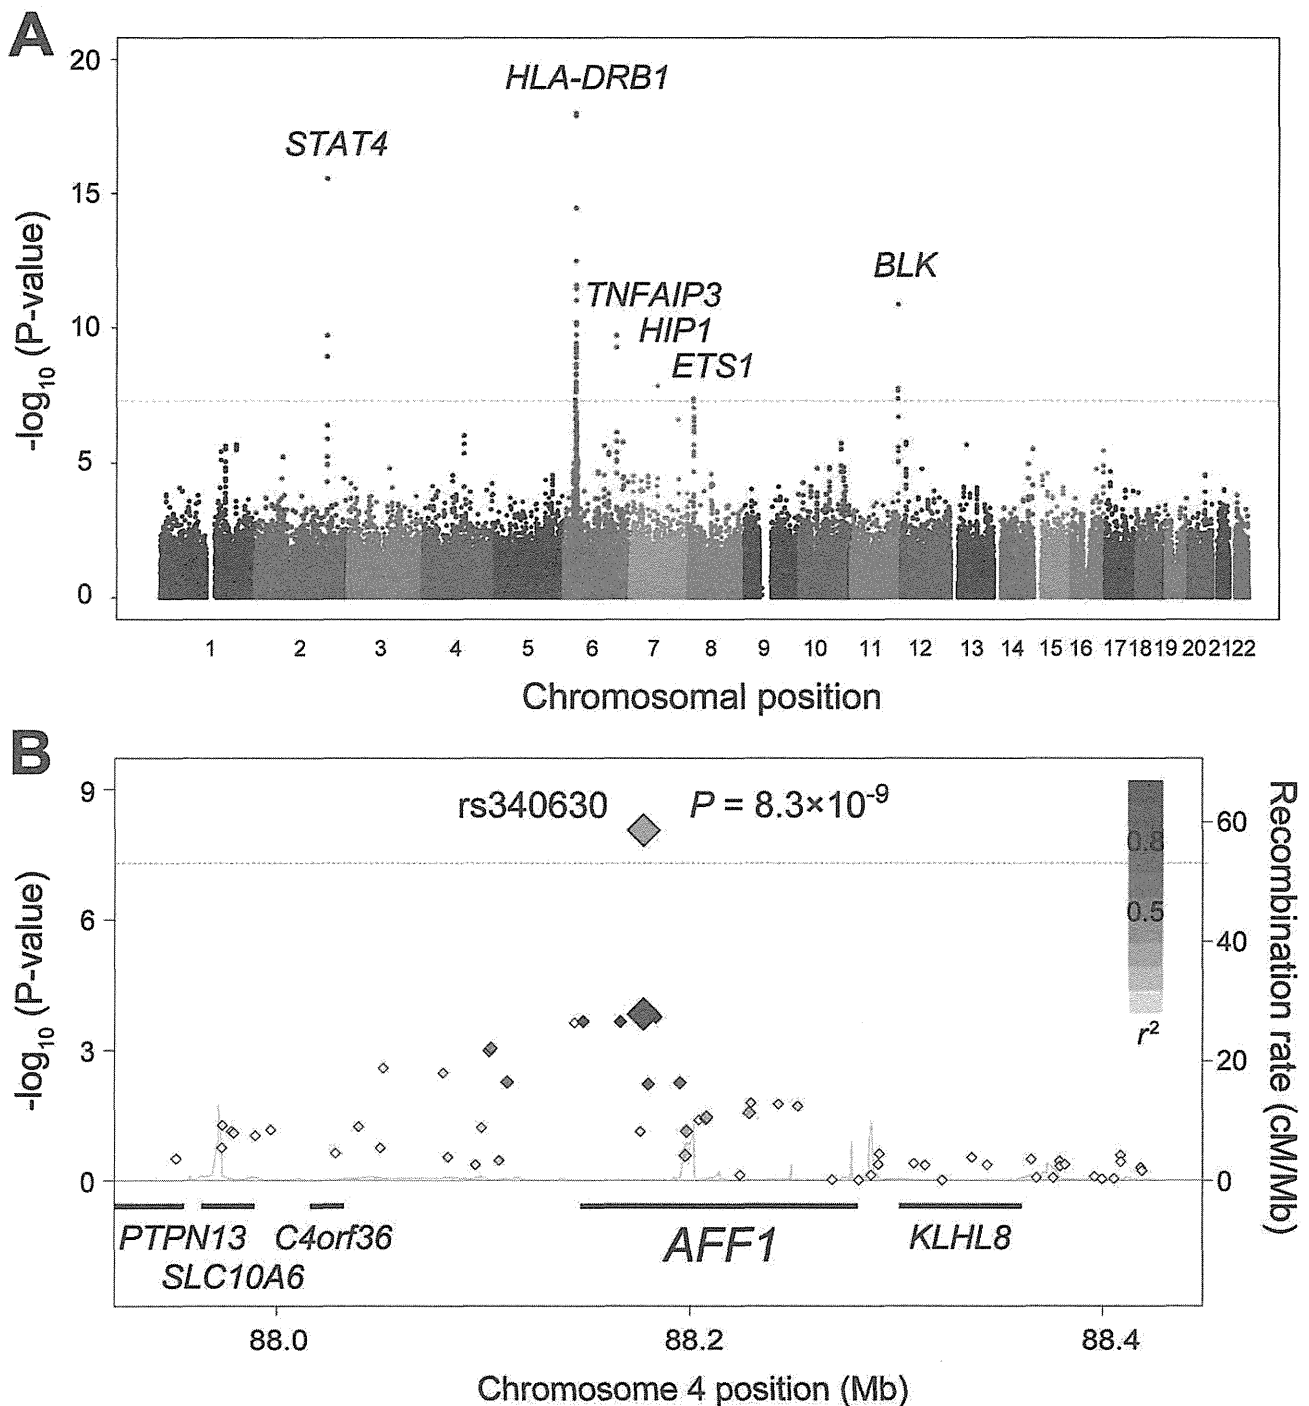 A
20
15
10
5
0
-log10 (P-value)
HLA-DRB1
STAT4
BLK
TNFAIP3
HIP1
ETS1
1 2 3 4 5 6 7 8 9 10 11 12 13 14 15 16 17 18 19 20 21 22
Chromosomal position
B
9
6
3
0
-log10 (P-value)
rs340630 P = 8.3×10-9
0.8
0.5
r2
60
40
20
0
Recombination rate (cM/Mb)
PTPN13 C4orf36 AFF1 KLHL8
SLC10A6
88.0 88.2 88.4
Chromosome 4 position (Mb)